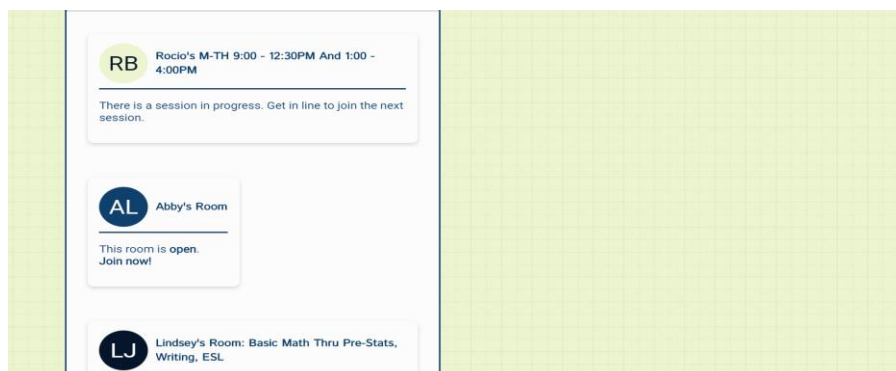 RB
Rocio's M-TH 9:00 - 12:30PM And 1:00 -
4:00PM
There is a session in progress. Get in line to join the next
session.
AL
Abby's Room
This room is open.
Join now!
LJ
Lindsey's Room: Basic Math Thru Pre-Stats,
Writing, ESL